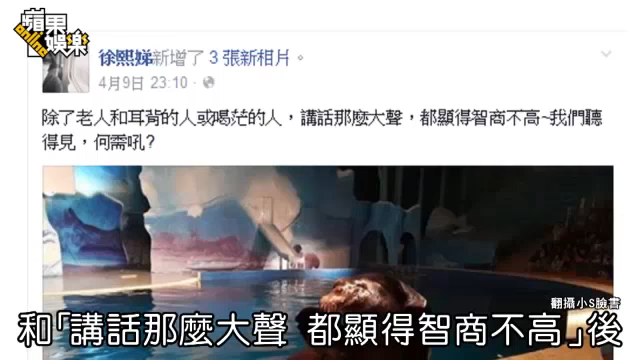 蘋果
online
娛樂
徐熙娣新增了 3 張新相片。
4月9日 23:10
除了老人和耳背的人或喝茫的人，講話那麼大聲，都顯得智商不高~我們聽
得見，何需吼?
翻攝小S臉書
和「講話那麼大聲 都顯得智商不高」後